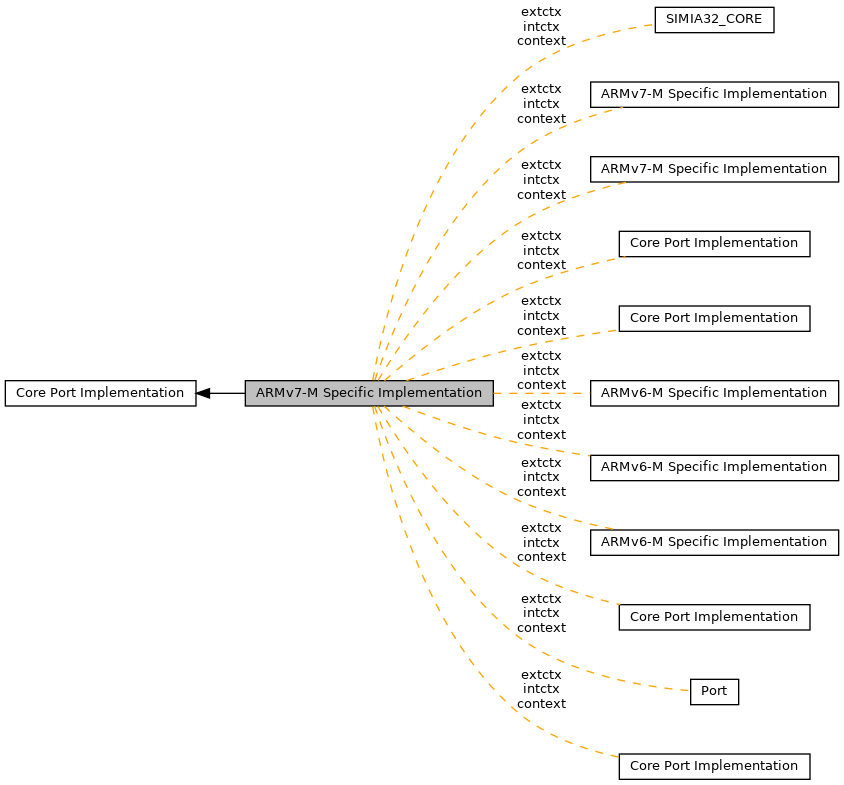 extctx
intctx
context
SIMIA32_CORE
extctx
intctx
context
ARMv7-M Specific Implementation
extctx
intctx
context
ARMv7-M Specific Implementation
extctx
intctx
context
Core Port Implementation
extctx
intctx
context
Core Port Implementation
extctx
intctx
context
Core Port Implementation
ARMv7-M Specific Implementation
ARMv6-M Specific Implementation
extctx
intctx
context
ARMv6-M Specific Implementation
extctx
intctx
context
ARMv6-M Specific Implementation
extctx
intctx
context
Core Port Implementation
extctx
intctx
context
Port
extctx
intctx
context
Core Port Implementation